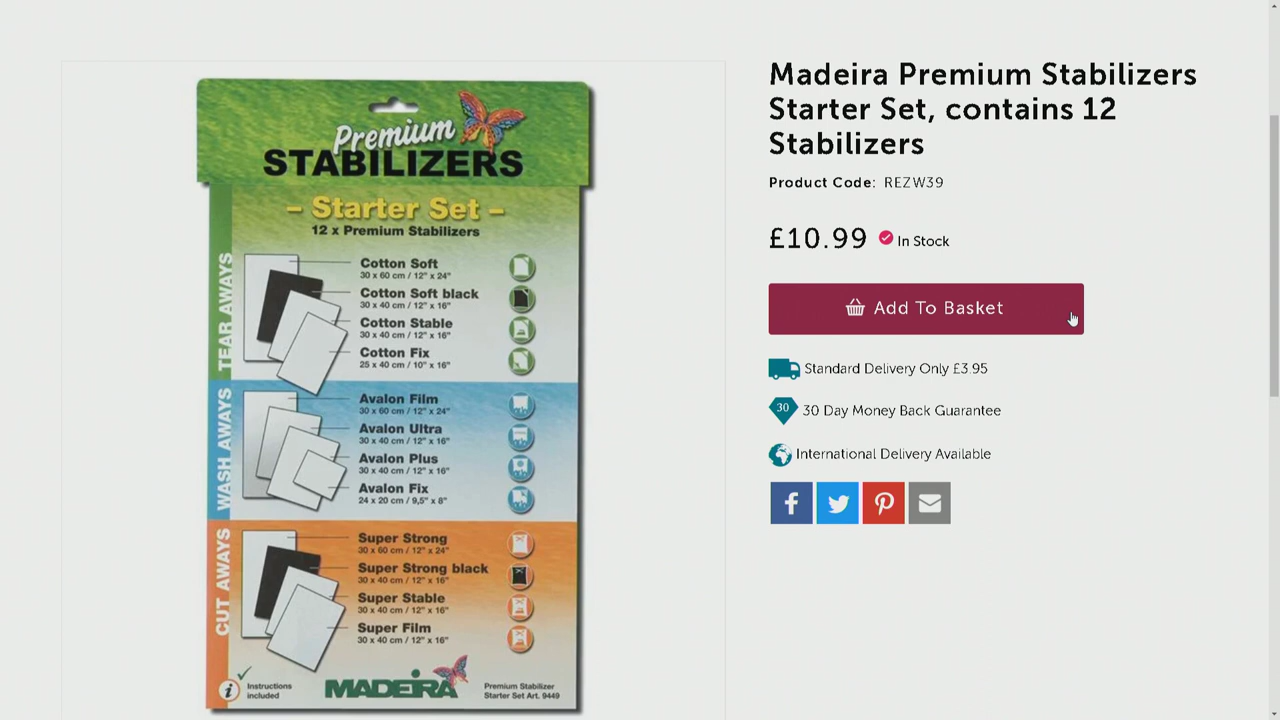 Premium
STABILIZERS
– Starter Set –
12 x Premium Stabilizers
TEAR AWAYS
Cotton Soft
30 x 60 cm / 12" x 24"
Cotton Soft black
30 x 40 cm / 12" x 16"
Cotton Stable
30 x 40 cm / 12" x 16"
Cotton Fix
25 x 40 cm / 10" x 16"
WASH AWAYS
Avalon Film
30 x 60 cm / 12" x 24"
Avalon Ultra
30 x 40 cm / 12" x 16"
Avalon Plus
30 x 40 cm / 12" x 16"
Avalon Fix
24 x 20 cm / 9,5" x 8"
CUT AWAYS
Super Strong
30 x 60 cm / 12" x 24"
Super Strong black
30 x 40 cm / 12" x 16"
Super Stable
30 x 40 cm / 12" x 16"
Super Film
30 x 40 cm / 12" x 16"
i
Instructions
included
MADEIRA
Premium Stabilizer
Starter Set Art. 9449
Madeira Premium Stabilizers
Starter Set, contains 12
Stabilizers
Product Code: REZW39
£10.99 In Stock
Add To Basket
Standard Delivery Only £3.95
30 30 Day Money Back Guarantee
International Delivery Available